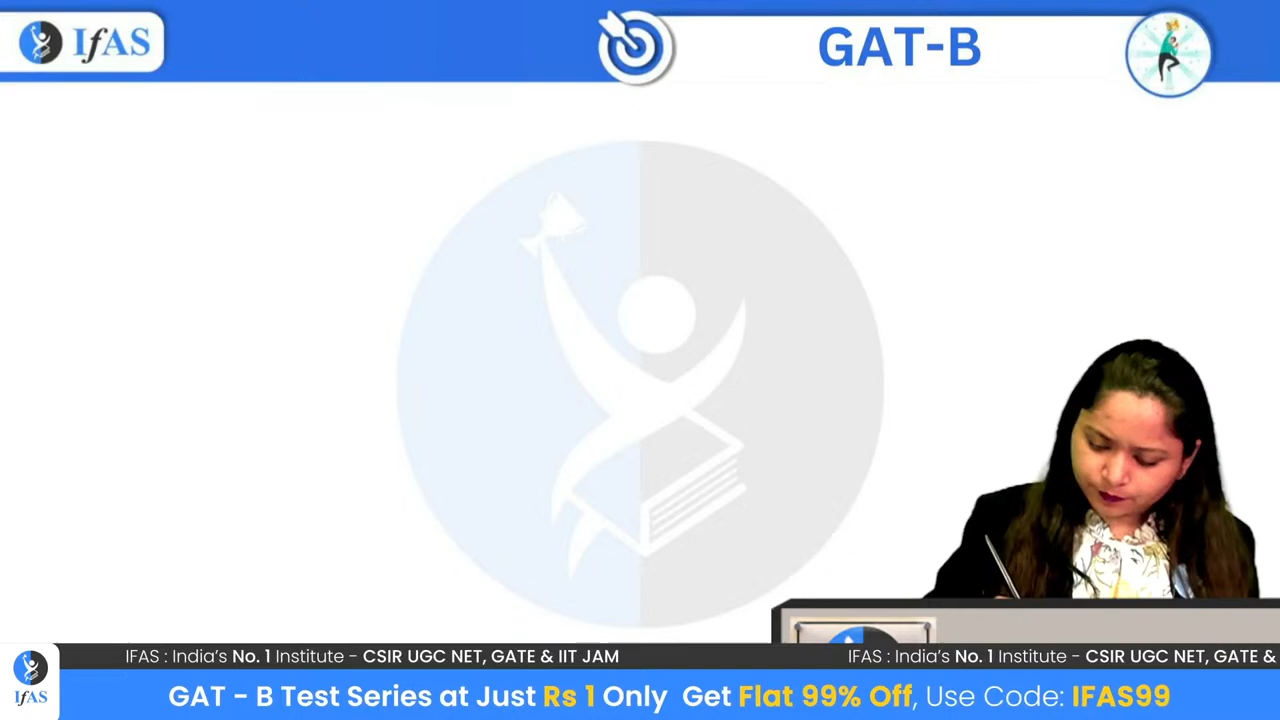 IfAS
GAT-B
IFAS : India's No. 1 Institute - CSIR UGC NET, GATE & IIT JAM
IFAS : India's No. 1 Institute - CSIR UGC NET, GATE &
IfAS
GAT - B Test Series at Just Rs 1 Only Get Flat 99% Off, Use Code: IFAS99